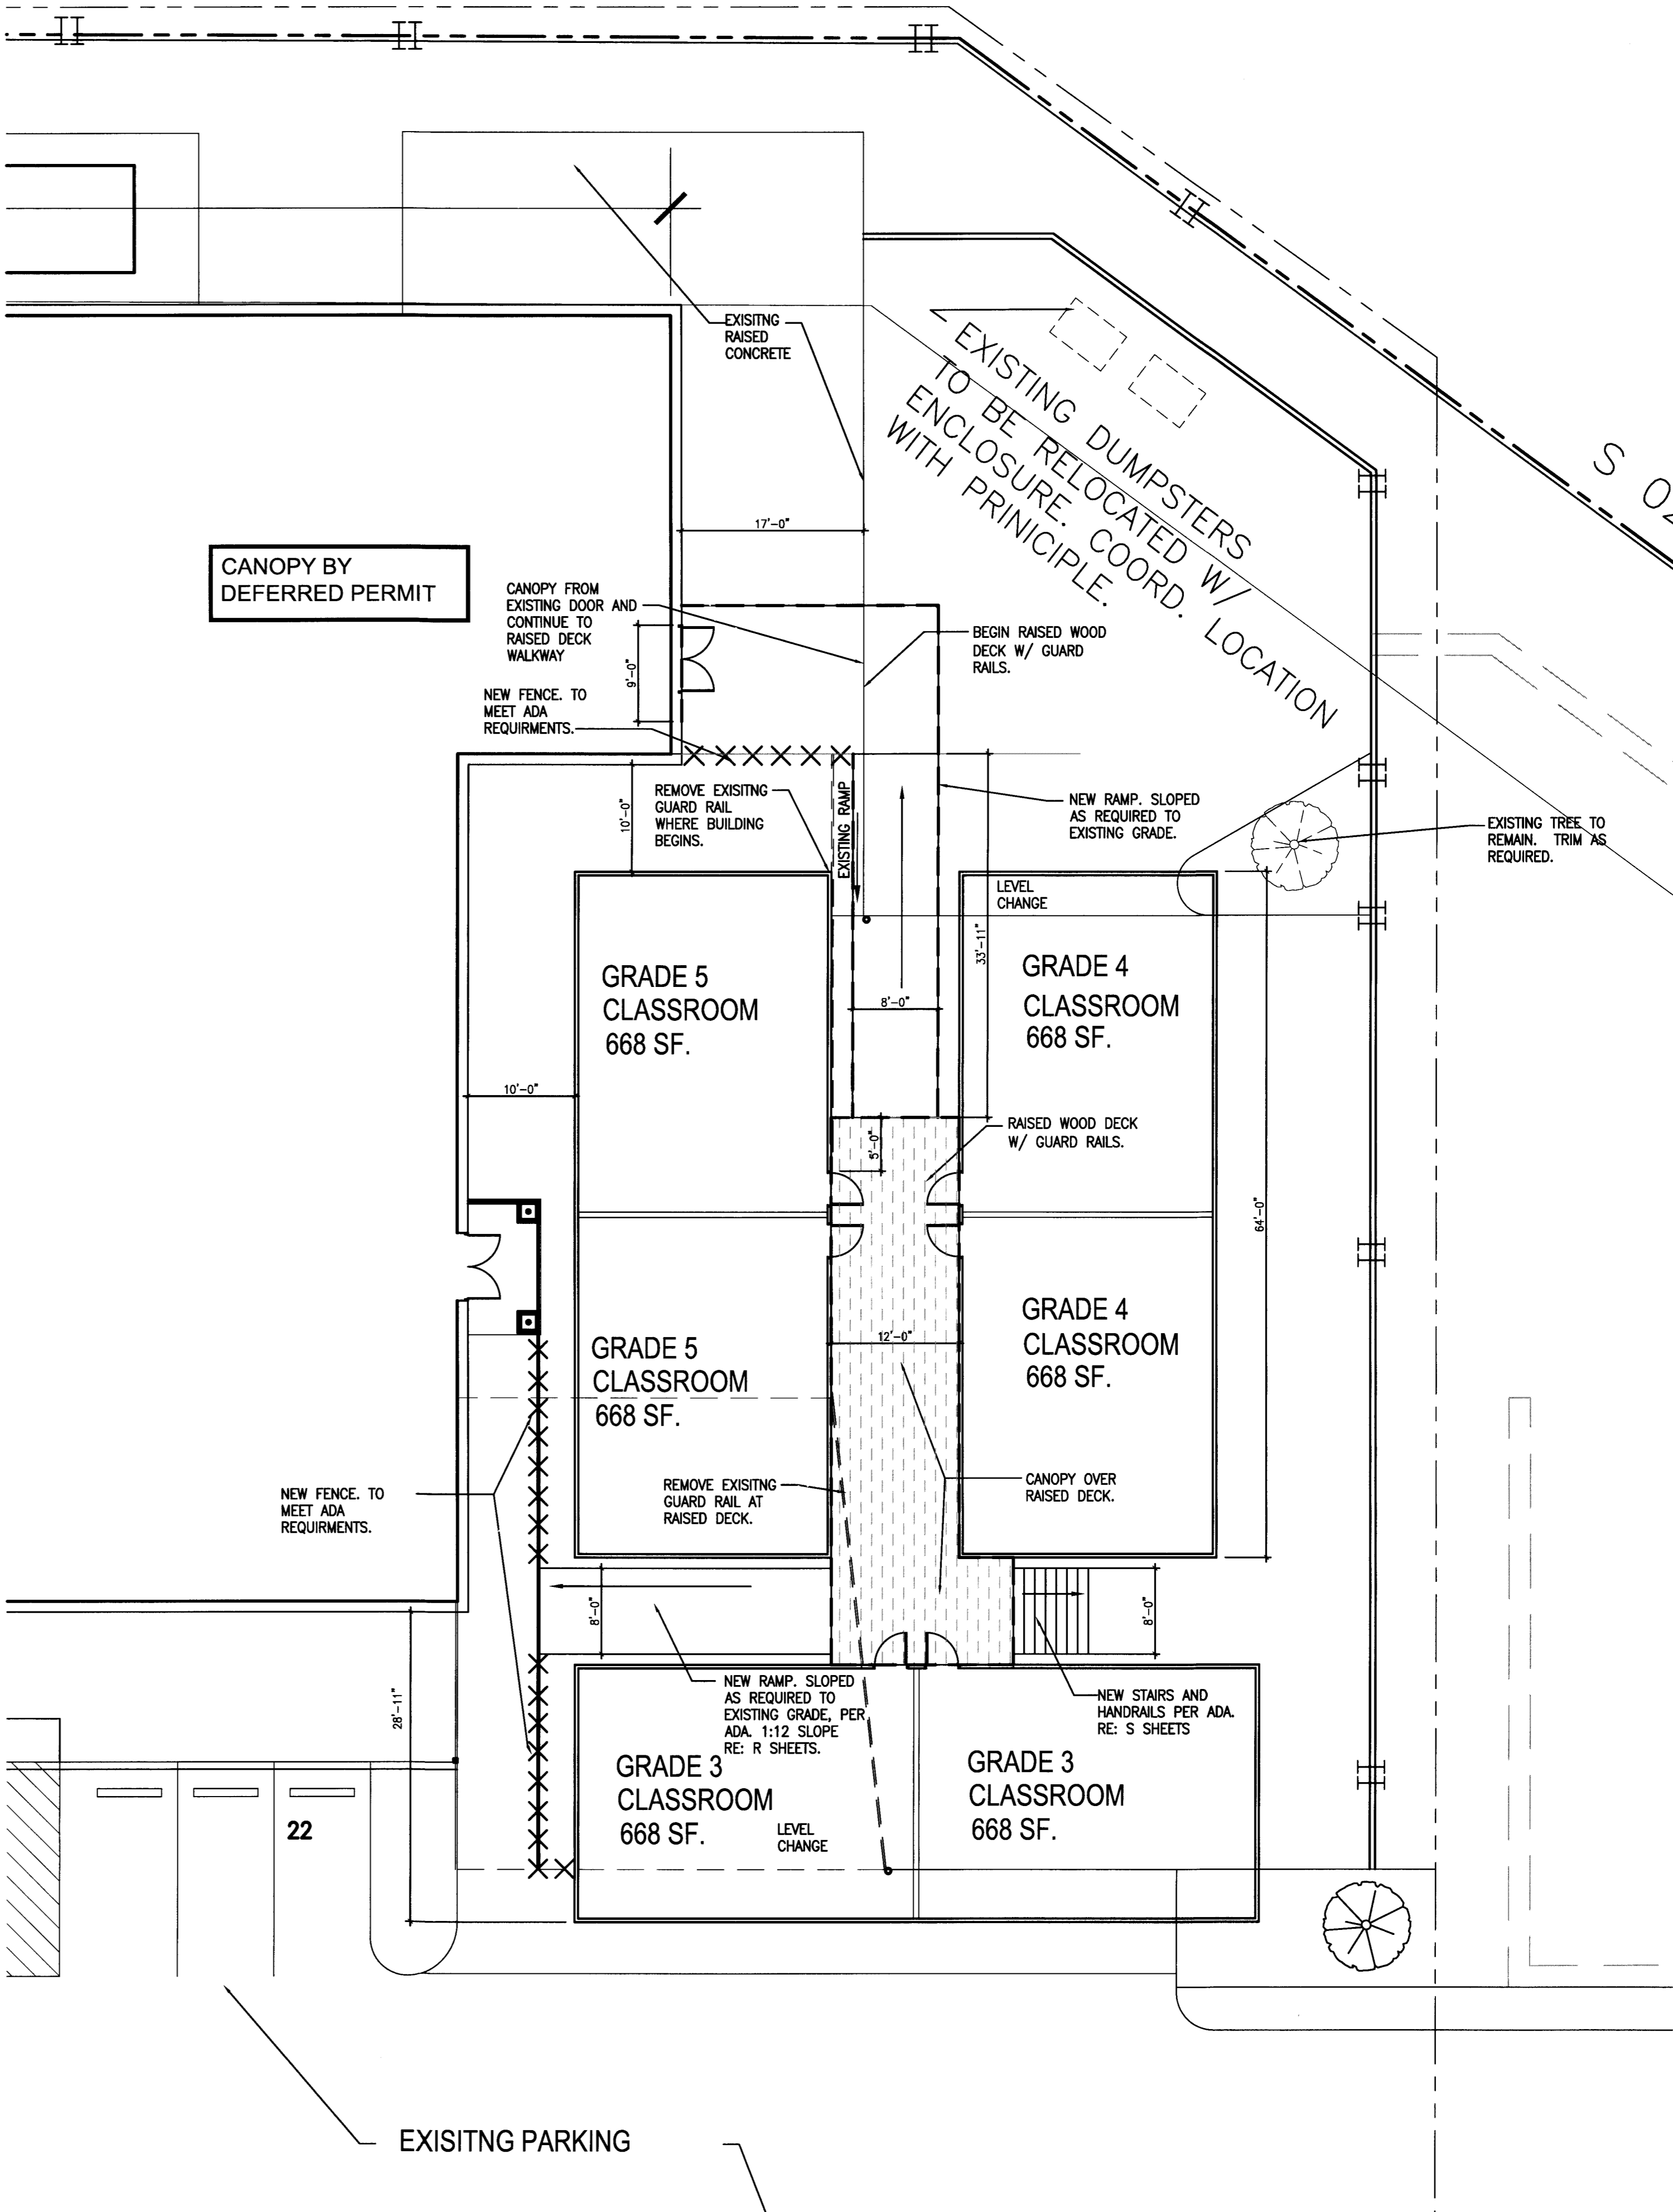 EXISITNG
RAISED
CONCRETE
EXISTING DUMPSTERS
TO BE RELOCATED W/
ENCLOSURE. COORD. LOCATION
WITH PRINICIPLE.
S 02
17'-0"
CANOPY BY
DEFERRED PERMIT
CANOPY FROM
EXISTING DOOR AND
CONTINUE TO
RAISED DECK
WALKWAY
9'-0"
BEGIN RAISED WOOD
DECK W/ GUARD
RAILS.
NEW FENCE. TO
MEET ADA
REQUIRMENTS.
10'-0"
REMOVE EXISITNG
GUARD RAIL
WHERE BUILDING
BEGINS.
EXISTING RAMP
NEW RAMP. SLOPED
AS REQUIRED TO
EXISTING GRADE.
EXISTING TREE TO
REMAIN. TRIM AS
REQUIRED.
LEVEL
CHANGE
33'-11"
GRADE 5
CLASSROOM
668 SF.
8'-0"
GRADE 4
CLASSROOM
668 SF.
10'-0"
RAISED WOOD DECK
W/ GUARD RAILS.
5'-0"
64'-0"
GRADE 5
CLASSROOM
668 SF.
12'-0"
GRADE 4
CLASSROOM
668 SF.
REMOVE EXISITNG
GUARD RAIL AT
RAISED DECK.
CANOPY OVER
RAISED DECK.
NEW FENCE. TO
MEET ADA
REQUIRMENTS.
8'-0"
8'-0"
28'-11"
NEW RAMP. SLOPED
AS REQUIRED TO
EXISTING GRADE, PER
ADA. 1:12 SLOPE
RE: R SHEETS.
NEW STAIRS AND
HANDRAILS PER ADA.
RE: S SHEETS
GRADE 3
CLASSROOM
668 SF.
LEVEL
CHANGE
GRADE 3
CLASSROOM
668 SF.
22
EXISITNG PARKING